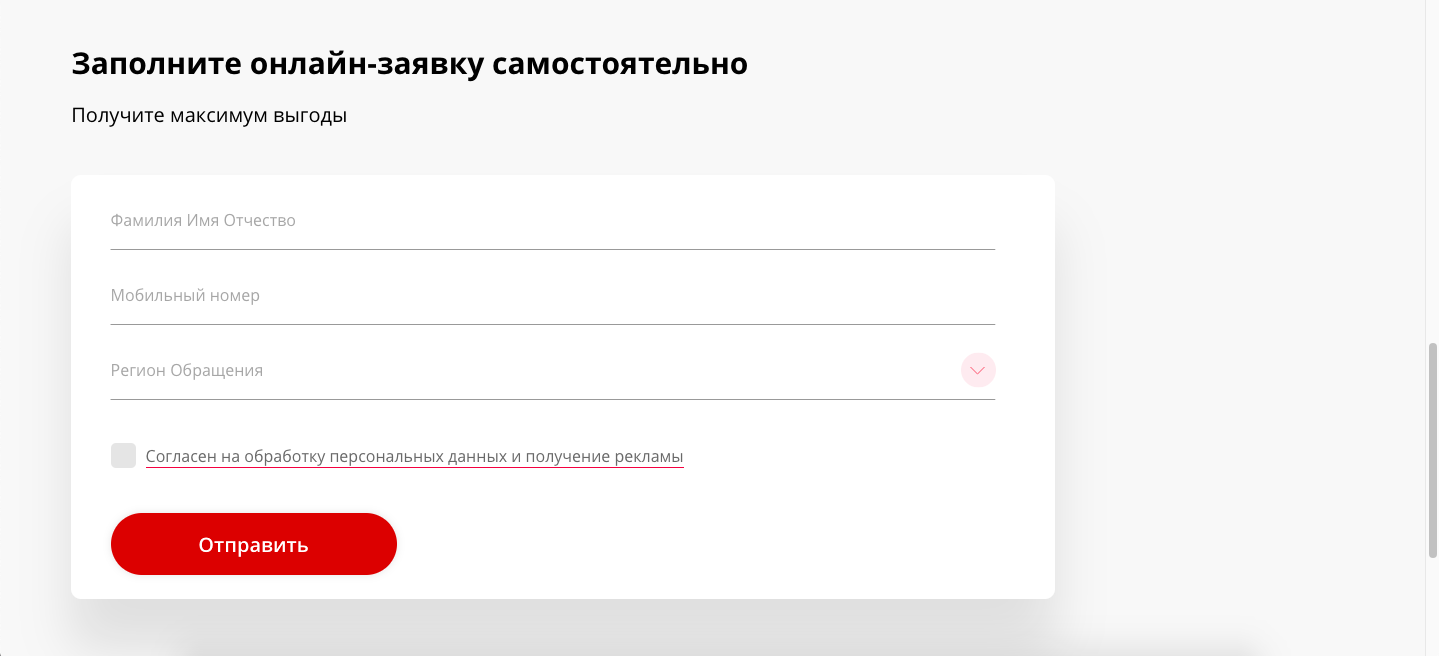 Заполните онлайн-заявку самостоятельно
Получите максимум выгоды
Фамилия Имя Отчество
Мобильный номер
Регион Обращения
Согласен на обработку персональных данных и получение рекламы
Отправить